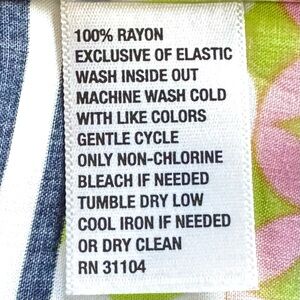 100% RAYON
EXCLUSIVE OF ELASTIC
WASH INSIDE OUT
MACHINE WASH COLD
WITH LIKE COLORS
GENTLE CYCLE
ONLY NON-CHLORINE
BLEACH IF NEEDED
TUMBLE DRY LOW
COOL IRON IF NEEDED
OR DRY CLEAN
RN 31104